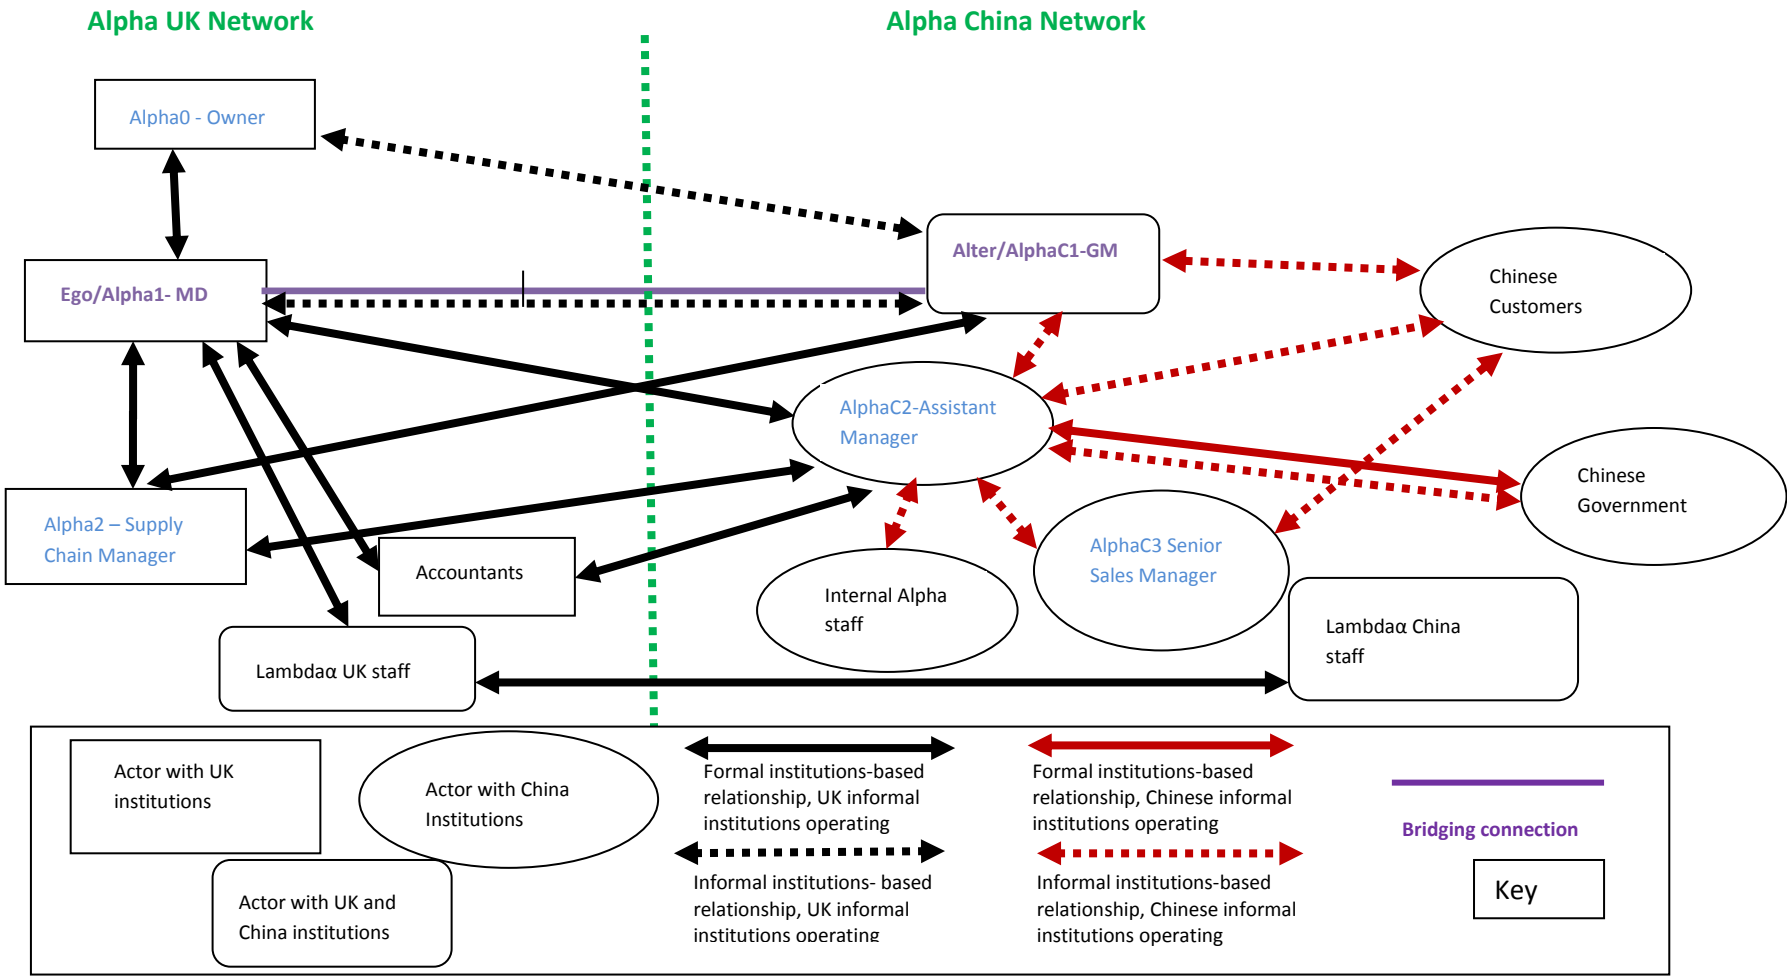 Alpha UK Network
Alpha China Network
Alpha0 - Owner
Ego/Alpha1- MD
Alter/AlphaC1-GM
Chinese
Customers
AlphaC2-Assistant
Manager
Chinese
Government
Alpha2 – Supply
Chain Manager
Accountants
AlphaC3 Senior
Sales Manager
Internal Alpha
staff
Lambdaα UK staff
Lambdaα China
staff
Actor with UK
institutions
Actor with China
Institutions
Actor with UK and
China institutions
Formal institutions-based
relationship, UK informal
institutions operating
Informal institutions- based
relationship, UK informal
institutions operating
Formal institutions-based
relationship, Chinese informal
institutions operating
Informal institutions-based
relationship, Chinese informal
institutions operating
Bridging connection
Key